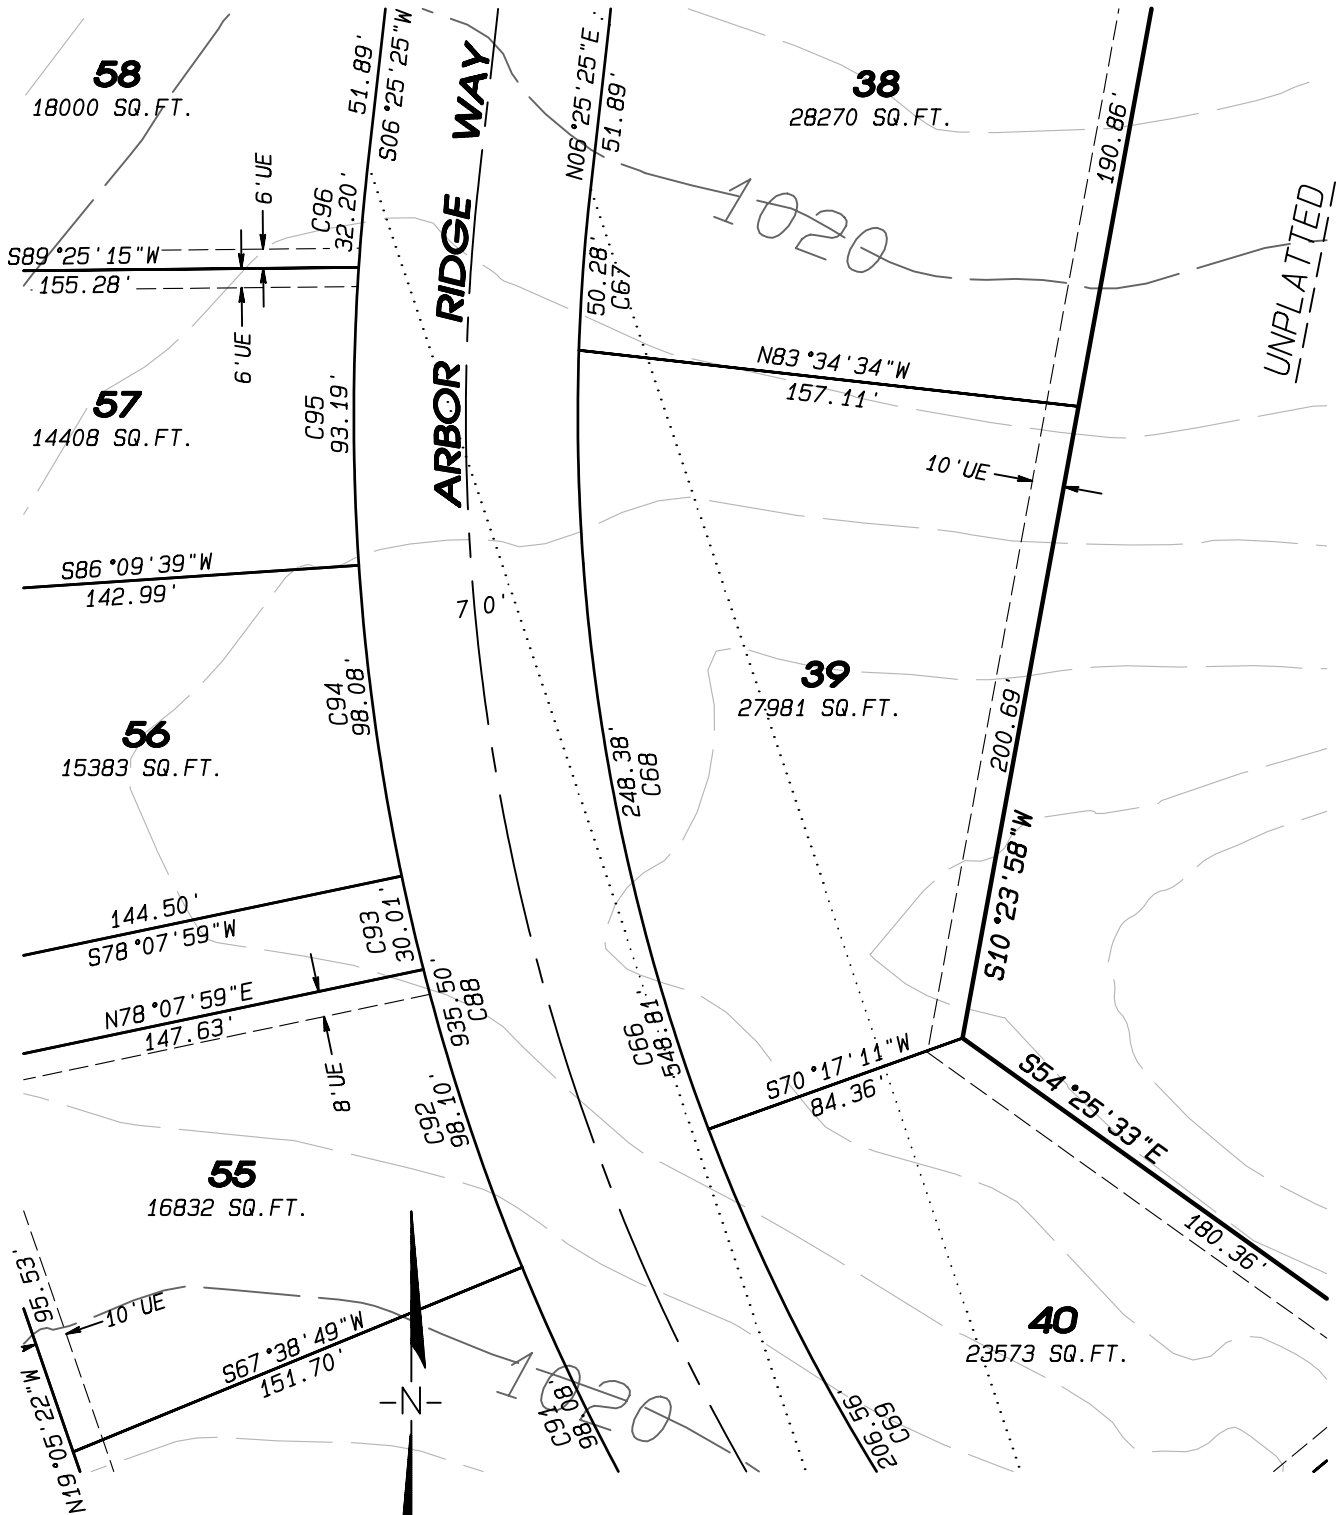 58
18000 SQ.FT.
51.89'
S06°25'25"W
ARBOR RIDGE WAY
N06°25'25"E
51.89'
38
28270 SQ.FT.
190.86'
UNPLATTED
1020
6'UE
C96
32.20'
S89°25'15"W
155.28'
6'UE
50.28'
C67
N83°34'34"W
157.11'
57
14408 SQ.FT.
C95
93.19'
10'UE
S86°09'39"W
142.99'
70'
39
27981 SQ.FT.
200.69'
S10°23'58"W
56
15383 SQ.FT.
C94
98.08'
248.38'
C68
144.50'
S78°07'59"W
C93
30.01'
N78°07'59"E
147.63'
8'UE
935.50'
C88
C66
548.81'
S70°17'11"W
84.36'
C92
98.10'
S54°25'33"E
180.36'
55
16832 SQ.FT.
95.53'
10'UE
N19°05'22"W
S67°38'49"W
151.70'
N
1020
98.08'
C91
40
23573 SQ.FT.
206.56'
C69